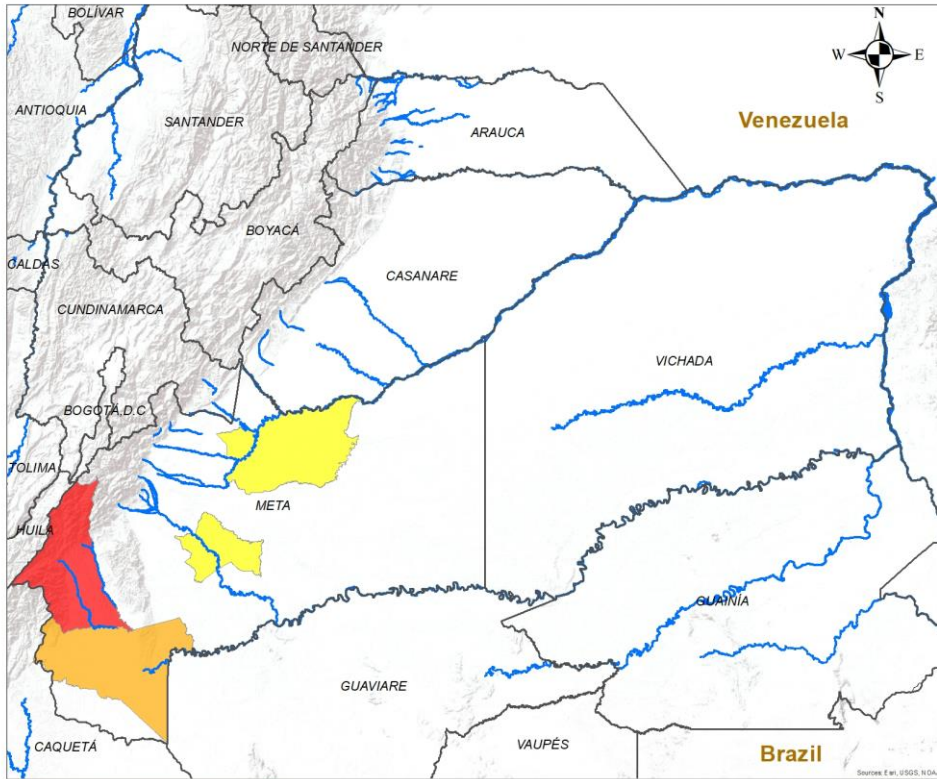 BOLÍVAR
N
NORTE DE SANTANDER
W
E
S
ANTIOQUIA
SANTANDER
ARAUCA
Venezuela
BOYACÁ
CALDAS
CASANARE
CUNDINAMARCA
VICHADA
BOGOTÁ,D.C
TOLIMA
META
HUILA
GUAINÍA
GUAVIARE
CAQUETÁ
VAUPÉS
Brazil
Sources: Esri, USGS, NOAA